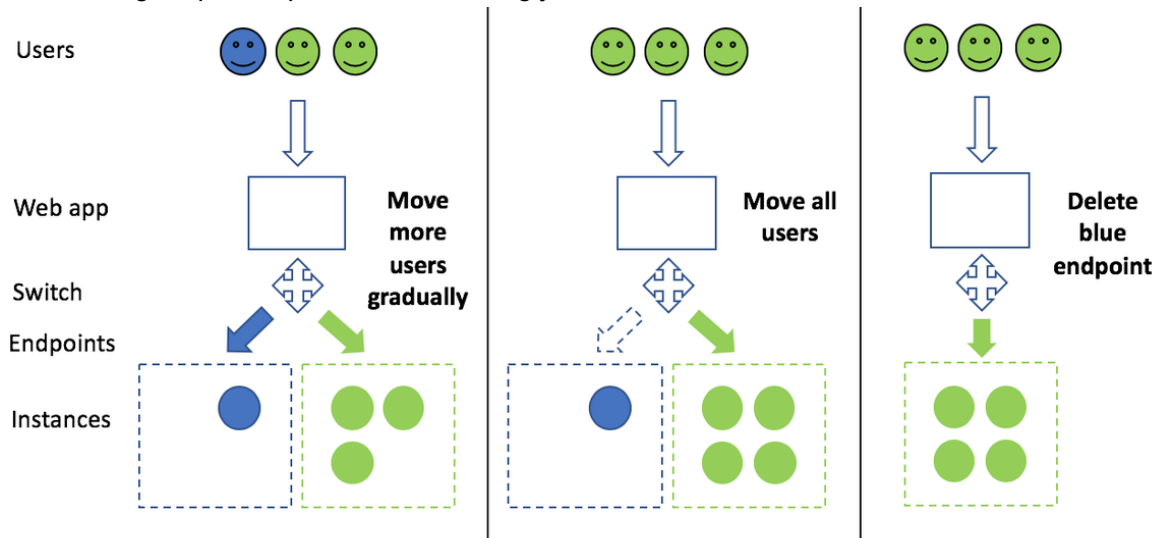 Users
Web app
Move
more
users
gradually
Move all
users
Delete
blue
endpoint
Switch
Endpoints
Instances